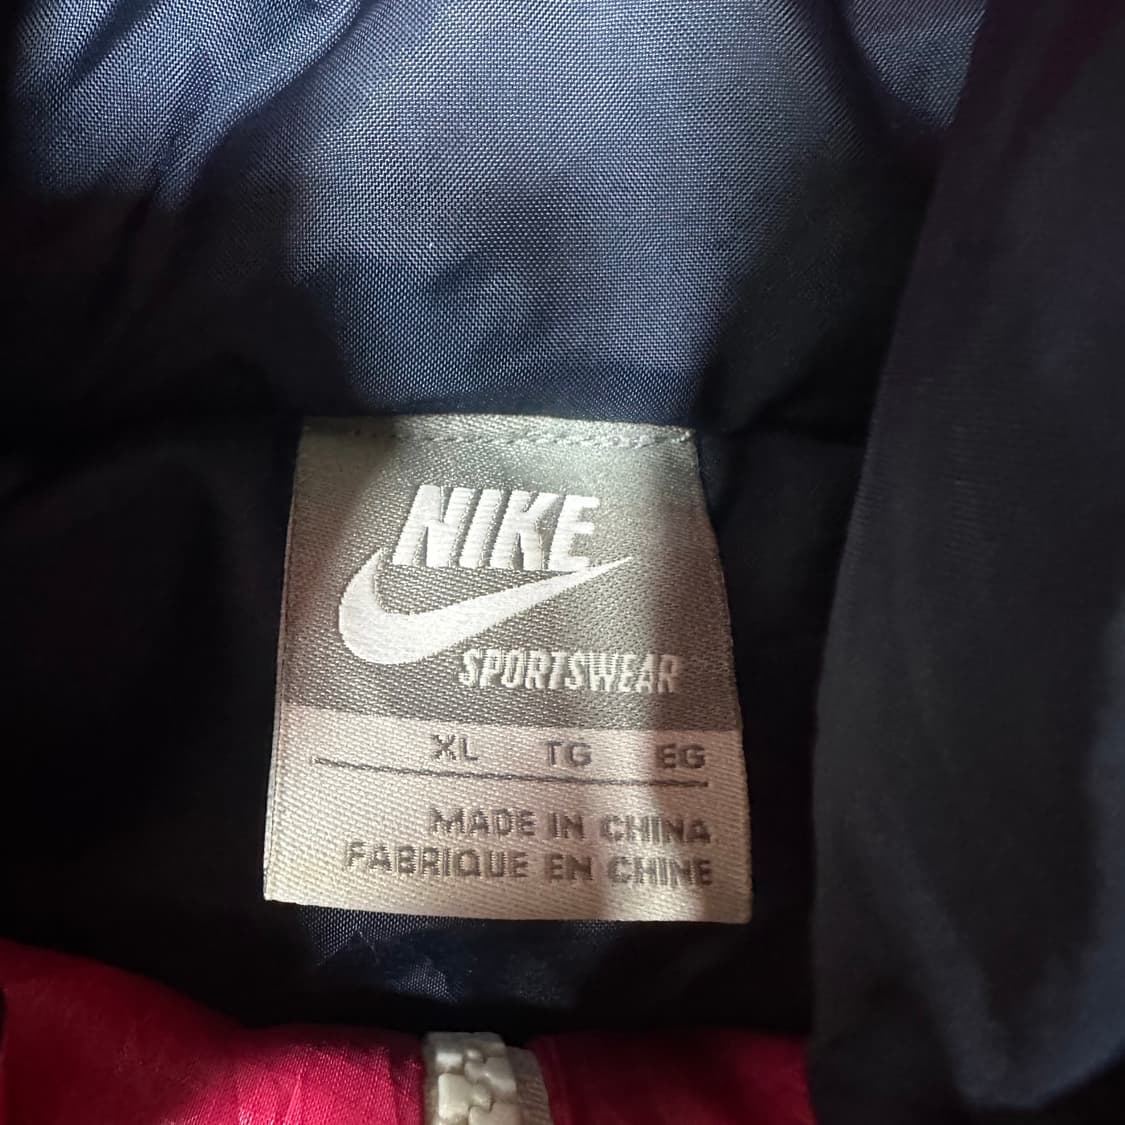 NIKE
SPORTSWEAR
XL TG EG
MADE IN CHINA
FABRIQUE EN CHINE